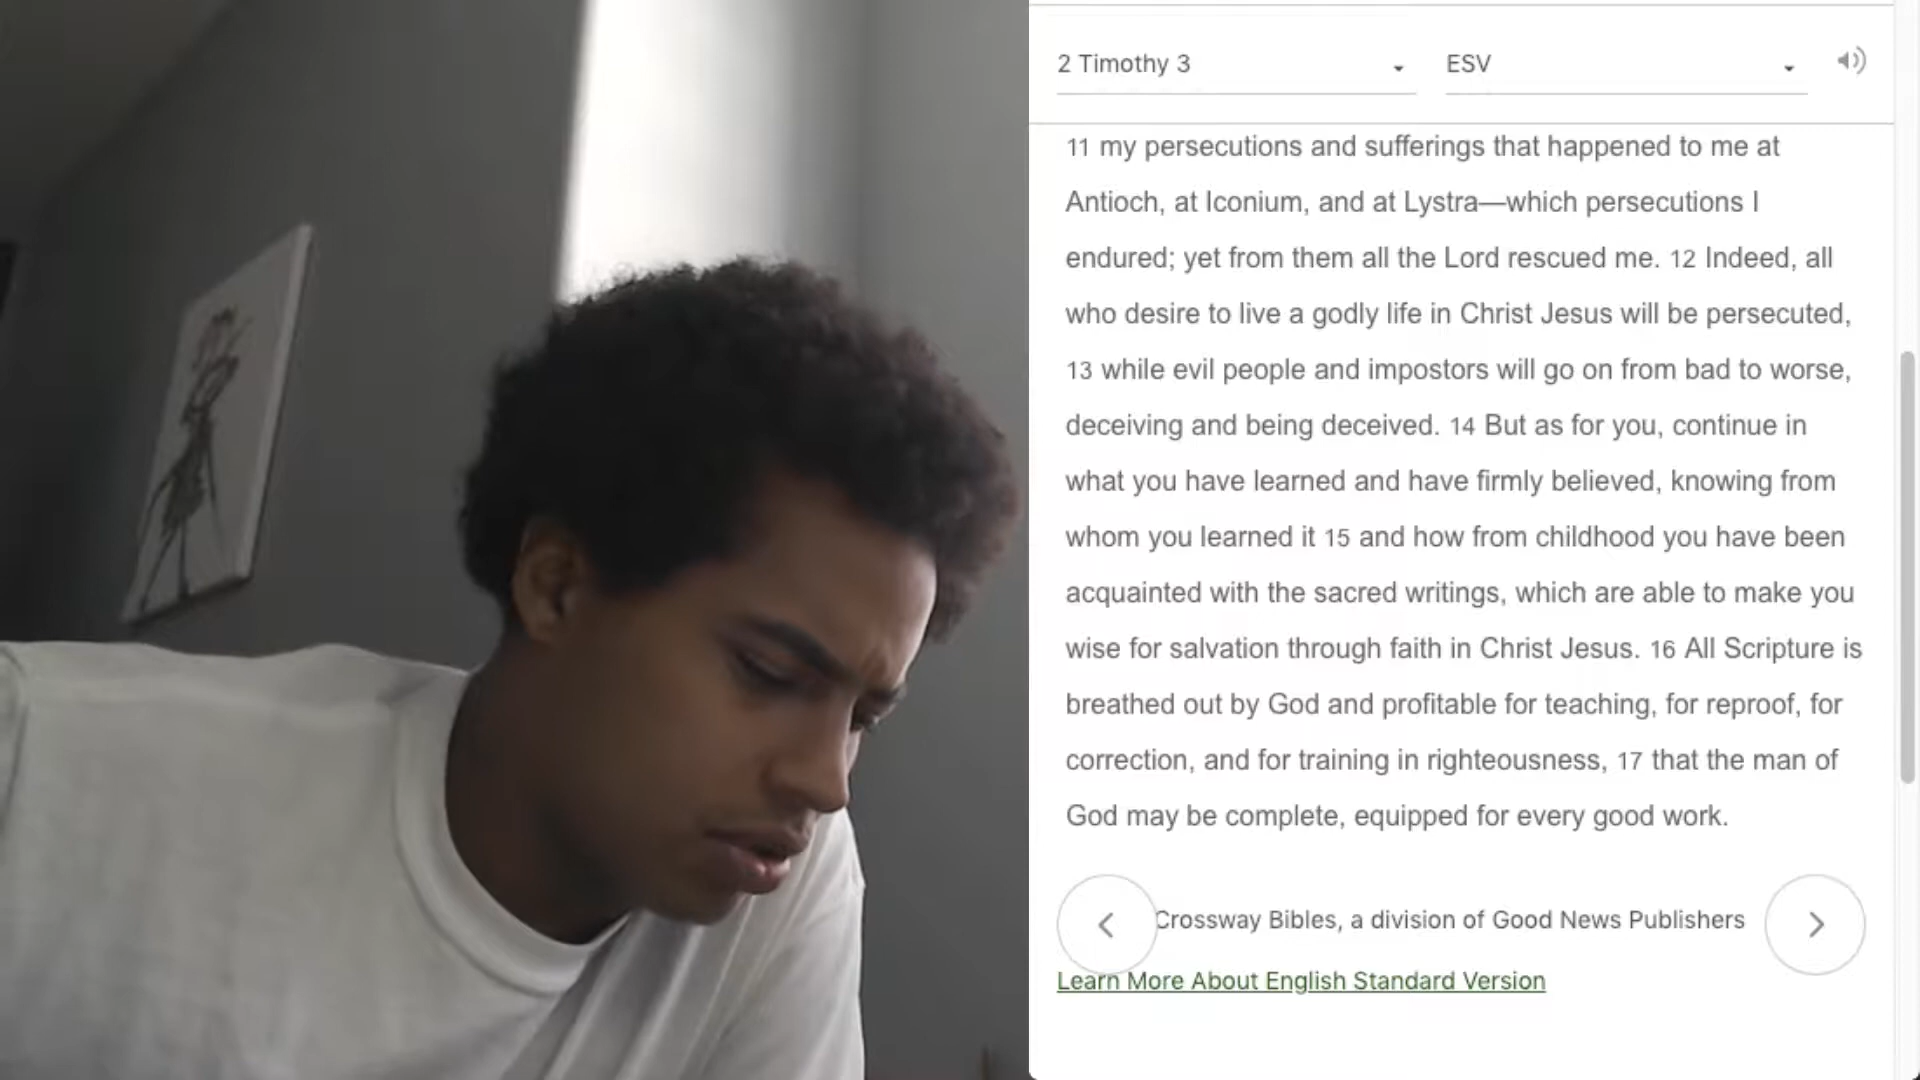 2 Timothy 3
ESV
11 my persecutions and sufferings that happened to me at
Antioch, at Iconium, and at Lystra—which persecutions I
endured; yet from them all the Lord rescued me. 12 Indeed, all
who desire to live a godly life in Christ Jesus will be persecuted,
13 while evil people and impostors will go on from bad to worse,
deceiving and being deceived. 14 But as for you, continue in
what you have learned and have firmly believed, knowing from
whom you learned it 15 and how from childhood you have been
acquainted with the sacred writings, which are able to make you
wise for salvation through faith in Christ Jesus. 16 All Scripture is
breathed out by God and profitable for teaching, for reproof, for
correction, and for training in righteousness, 17 that the man of
God may be complete, equipped for every good work.
Crossway Bibles, a division of Good News Publishers
Learn More About English Standard Version